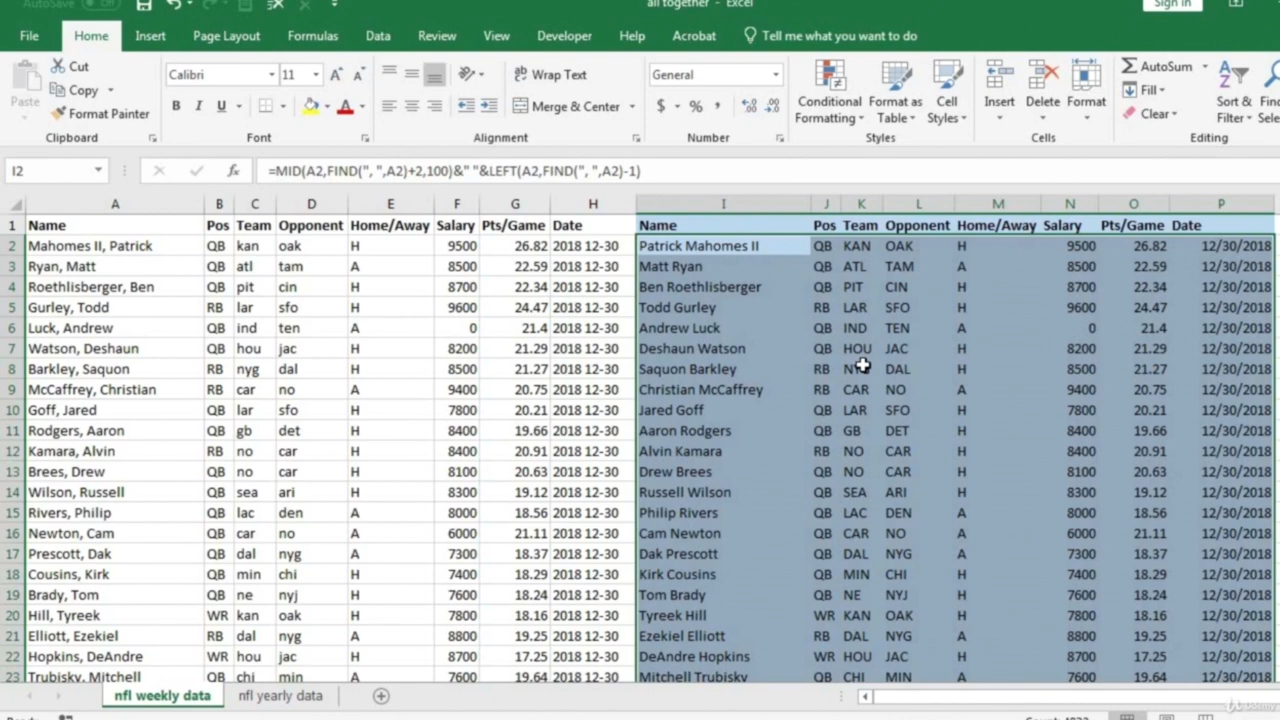 AutoSave Off all together - Excel Sign in
File Home Insert Page Layout Formulas Data Review View Developer Help Acrobat Tell me what you want to do
Paste Cut Calibri 11 Wrap Text General Conditional Formatting Format as Table Cell Styles Insert Delete Format AutoSum Sort & Filter
Copy Fill
Format Painter B I U A Merge & Center $ % , Clear
Clipboard Font Alignment Number Styles Cells Editing
I2 fx =MID(A2,FIND(", ",A2)+2,100)&" "&LEFT(A2,FIND(", ",A2)-1)
A B C D E F G H I J K L M N O P
1 Name Pos Team Opponent Home/Away Salary Pts/Game Date Name Pos Team Opponent Home/Away Salary Pts/Game Date
2 Mahomes II, Patrick QB kan oak H 9500 26.82 2018 12-30 Patrick Mahomes II QB KAN OAK H 9500 26.82 12/30/2018
3 Ryan, Matt QB atl tam A 8500 22.59 2018 12-30 Matt Ryan QB ATL TAM A 8500 22.59 12/30/2018
4 Roethlisberger, Ben QB pit cin H 8700 22.34 2018 12-30 Ben Roethlisberger QB PIT CIN H 8700 22.34 12/30/2018
5 Gurley, Todd RB lar sfo H 9600 24.47 2018 12-30 Todd Gurley RB LAR SFO H 9600 24.47 12/30/2018
6 Luck, Andrew QB ind ten A 0 21.4 2018 12-30 Andrew Luck QB IND TEN A 0 21.4 12/30/2018
7 Watson, Deshaun QB hou jac H 8200 21.29 2018 12-30 Deshaun Watson QB HOU JAC H 8200 21.29 12/30/2018
8 Barkley, Saquon RB nyg dal H 8500 21.27 2018 12-30 Saquon Barkley RB DAL H 8500 21.27 12/30/2018
9 McCaffrey, Christian RB car no A 9400 20.75 2018 12-30 Christian McCaffrey RB CAR NO A 9400 20.75 12/30/2018
10 Goff, Jared QB lar sfo H 7800 20.21 2018 12-30 Jared Goff QB LAR SFO H 7800 20.21 12/30/2018
11 Rodgers, Aaron QB gb det H 8400 19.66 2018 12-30 Aaron Rodgers QB GB DET H 8400 19.66 12/30/2018
12 Kamara, Alvin RB no car H 8400 20.91 2018 12-30 Alvin Kamara RB NO CAR H 8400 20.91 12/30/2018
13 Brees, Drew QB no car H 8100 20.63 2018 12-30 Drew Brees QB NO CAR H 8100 20.63 12/30/2018
14 Wilson, Russell QB sea ari H 8300 19.12 2018 12-30 Russell Wilson QB SEA ARI H 8300 19.12 12/30/2018
15 Rivers, Philip QB lac den A 8000 18.56 2018 12-30 Philip Rivers QB LAC DEN A 8000 18.56 12/30/2018
16 Newton, Cam QB car no A 6000 21.11 2018 12-30 Cam Newton QB CAR NO A 6000 21.11 12/30/2018
17 Prescott, Dak QB dal nyg A 7300 18.37 2018 12-30 Dak Prescott QB DAL NYG A 7300 18.37 12/30/2018
18 Cousins, Kirk QB min chi H 7400 18.29 2018 12-30 Kirk Cousins QB MIN CHI H 7400 18.29 12/30/2018
19 Brady, Tom QB ne nyj H 7600 18.24 2018 12-30 Tom Brady QB NE NYJ H 7600 18.24 12/30/2018
20 Hill, Tyreek WR kan oak H 7800 18.16 2018 12-30 Tyreek Hill WR KAN OAK H 7800 18.16 12/30/2018
21 Elliott, Ezekiel RB dal nyg A 8800 19.25 2018 12-30 Ezekiel Elliott RB DAL NYG A 8800 19.25 12/30/2018
22 Hopkins, DeAndre WR hou jac H 8700 17.25 2018 12-30 DeAndre Hopkins WR HOU JAC H 8700 17.25 12/30/2018
23 Trubisky, Mitchell QB chi min A 7600 19.64 2018 12-30 Mitchell Trubisky QB CHI MIN A 7600 19.64 12/30/2018
nfl weekly data nfl yearly data
Udemy